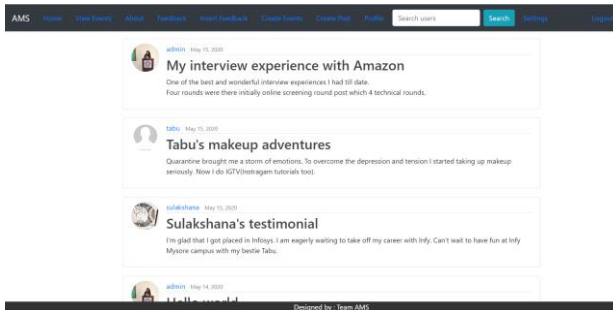 AMS Home View Events About Feedback Insert Feedback Create Events Create Post Profile Search users Search Settings Logout
admin May 15, 2020
My interview experience with Amazon
One of the best and wonderful interview experiences I had till date.
Four rounds were there initially online screening round post which 4 technical rounds.
tabu May 15, 2020
Tabu's makeup adventures
Quarantine brought me a storm of emotions. To overcome the depression and tension I started taking up makeup
seriously. Now I do IGTV(Instragam tutorials too).
sulakshana May 15, 2020
Sulakshana's testimonial
I'm glad that I got placed in Infosys. I am eagerly waiting to take off my career with Infy. Can't wait to have fun at Infy
Mysore campus with my bestie Tabu.
admin May 14, 2020
Hello world
Designed by : Team AMS